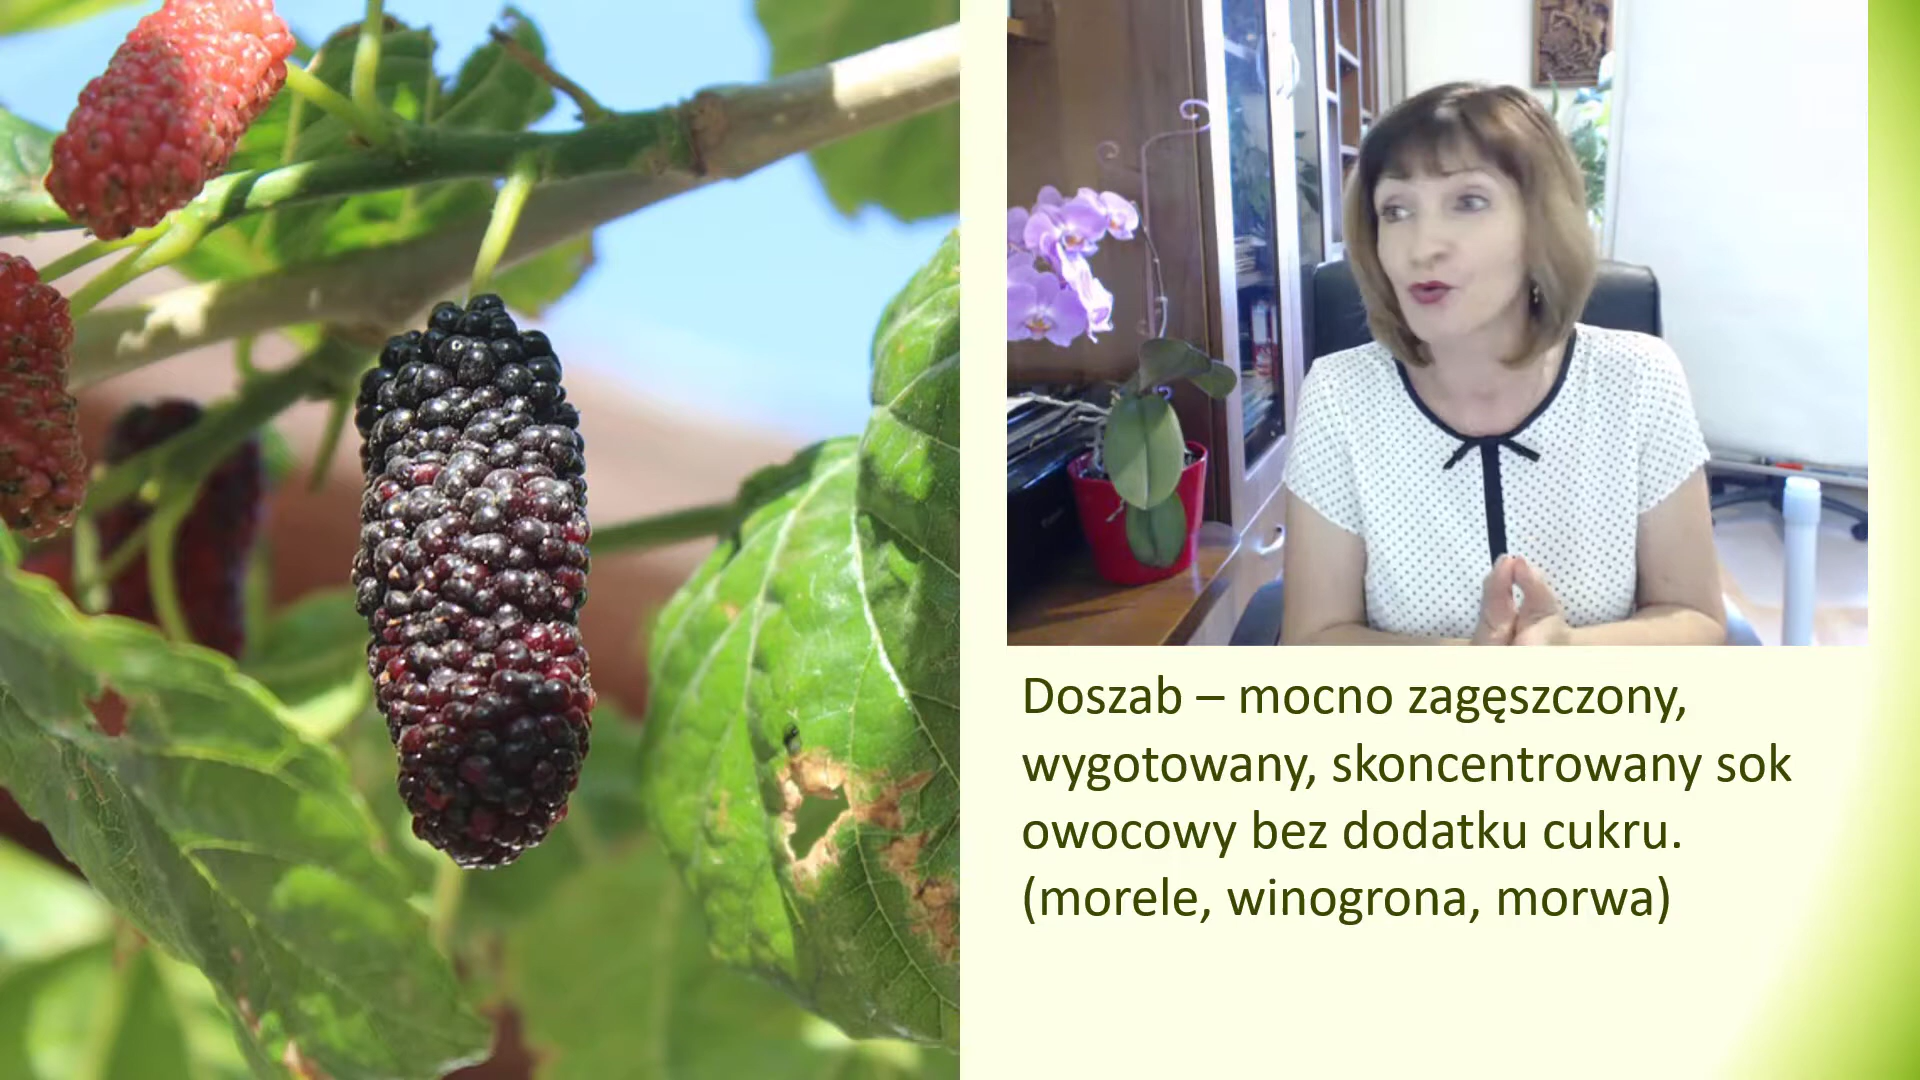 Doszab – mocno zagęszczony,
wygotowany, skoncentrowany sok
owocowy bez dodatku cukru.
(morele, winogrona, morwa)